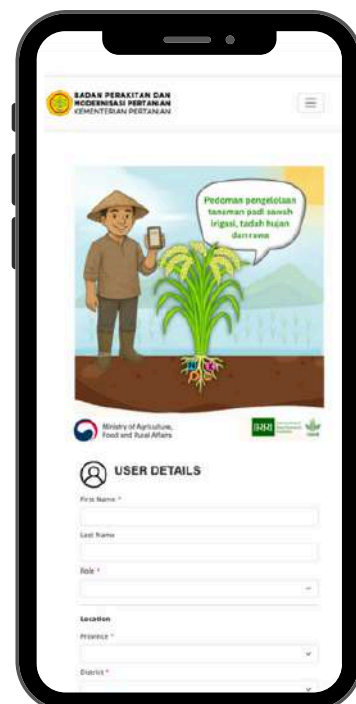 BADAN PERAKITAN DAN
MODERNISASI PERTANIAN
KEMENTERIAN PERTANIAN
Pedoman pengelolaan
tanaman padi sawah
irigasi, tadah hujan
dan rawa
Ministry of Agriculture,
Food and Rural Affairs
IRRI
USER DETAILS
First Name *
Last Name
Role *
Location
Province *
District *